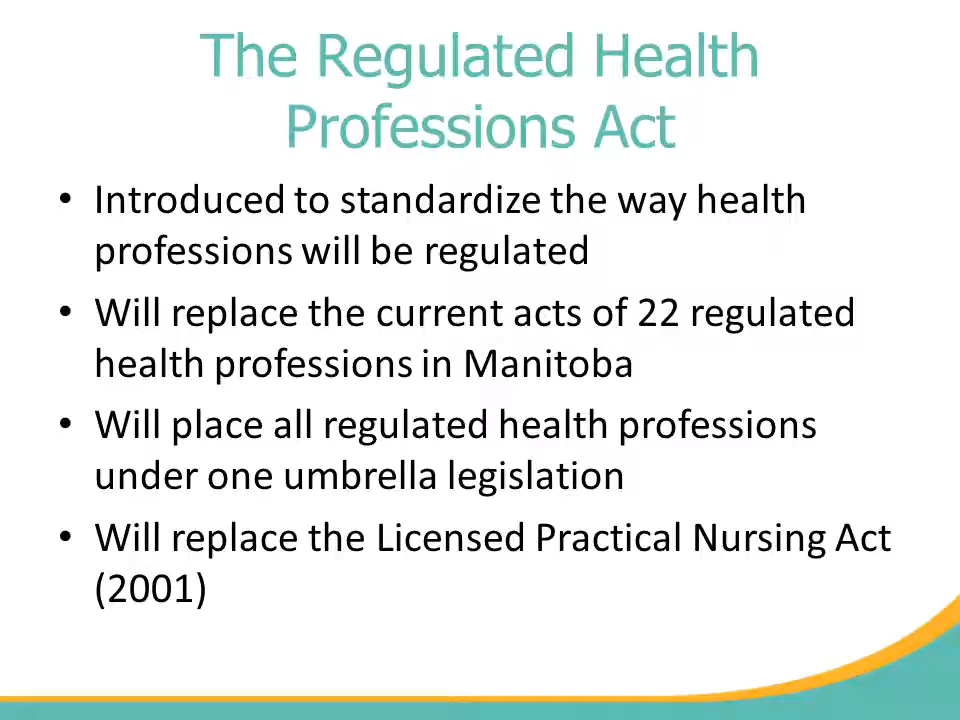 The Regulated Health
Professions Act
• Introduced to standardize the way health
professions will be regulated
• Will replace the current acts of 22 regulated
health professions in Manitoba
• Will place all regulated health professions
under one umbrella legislation
• Will replace the Licensed Practical Nursing Act
(2001)